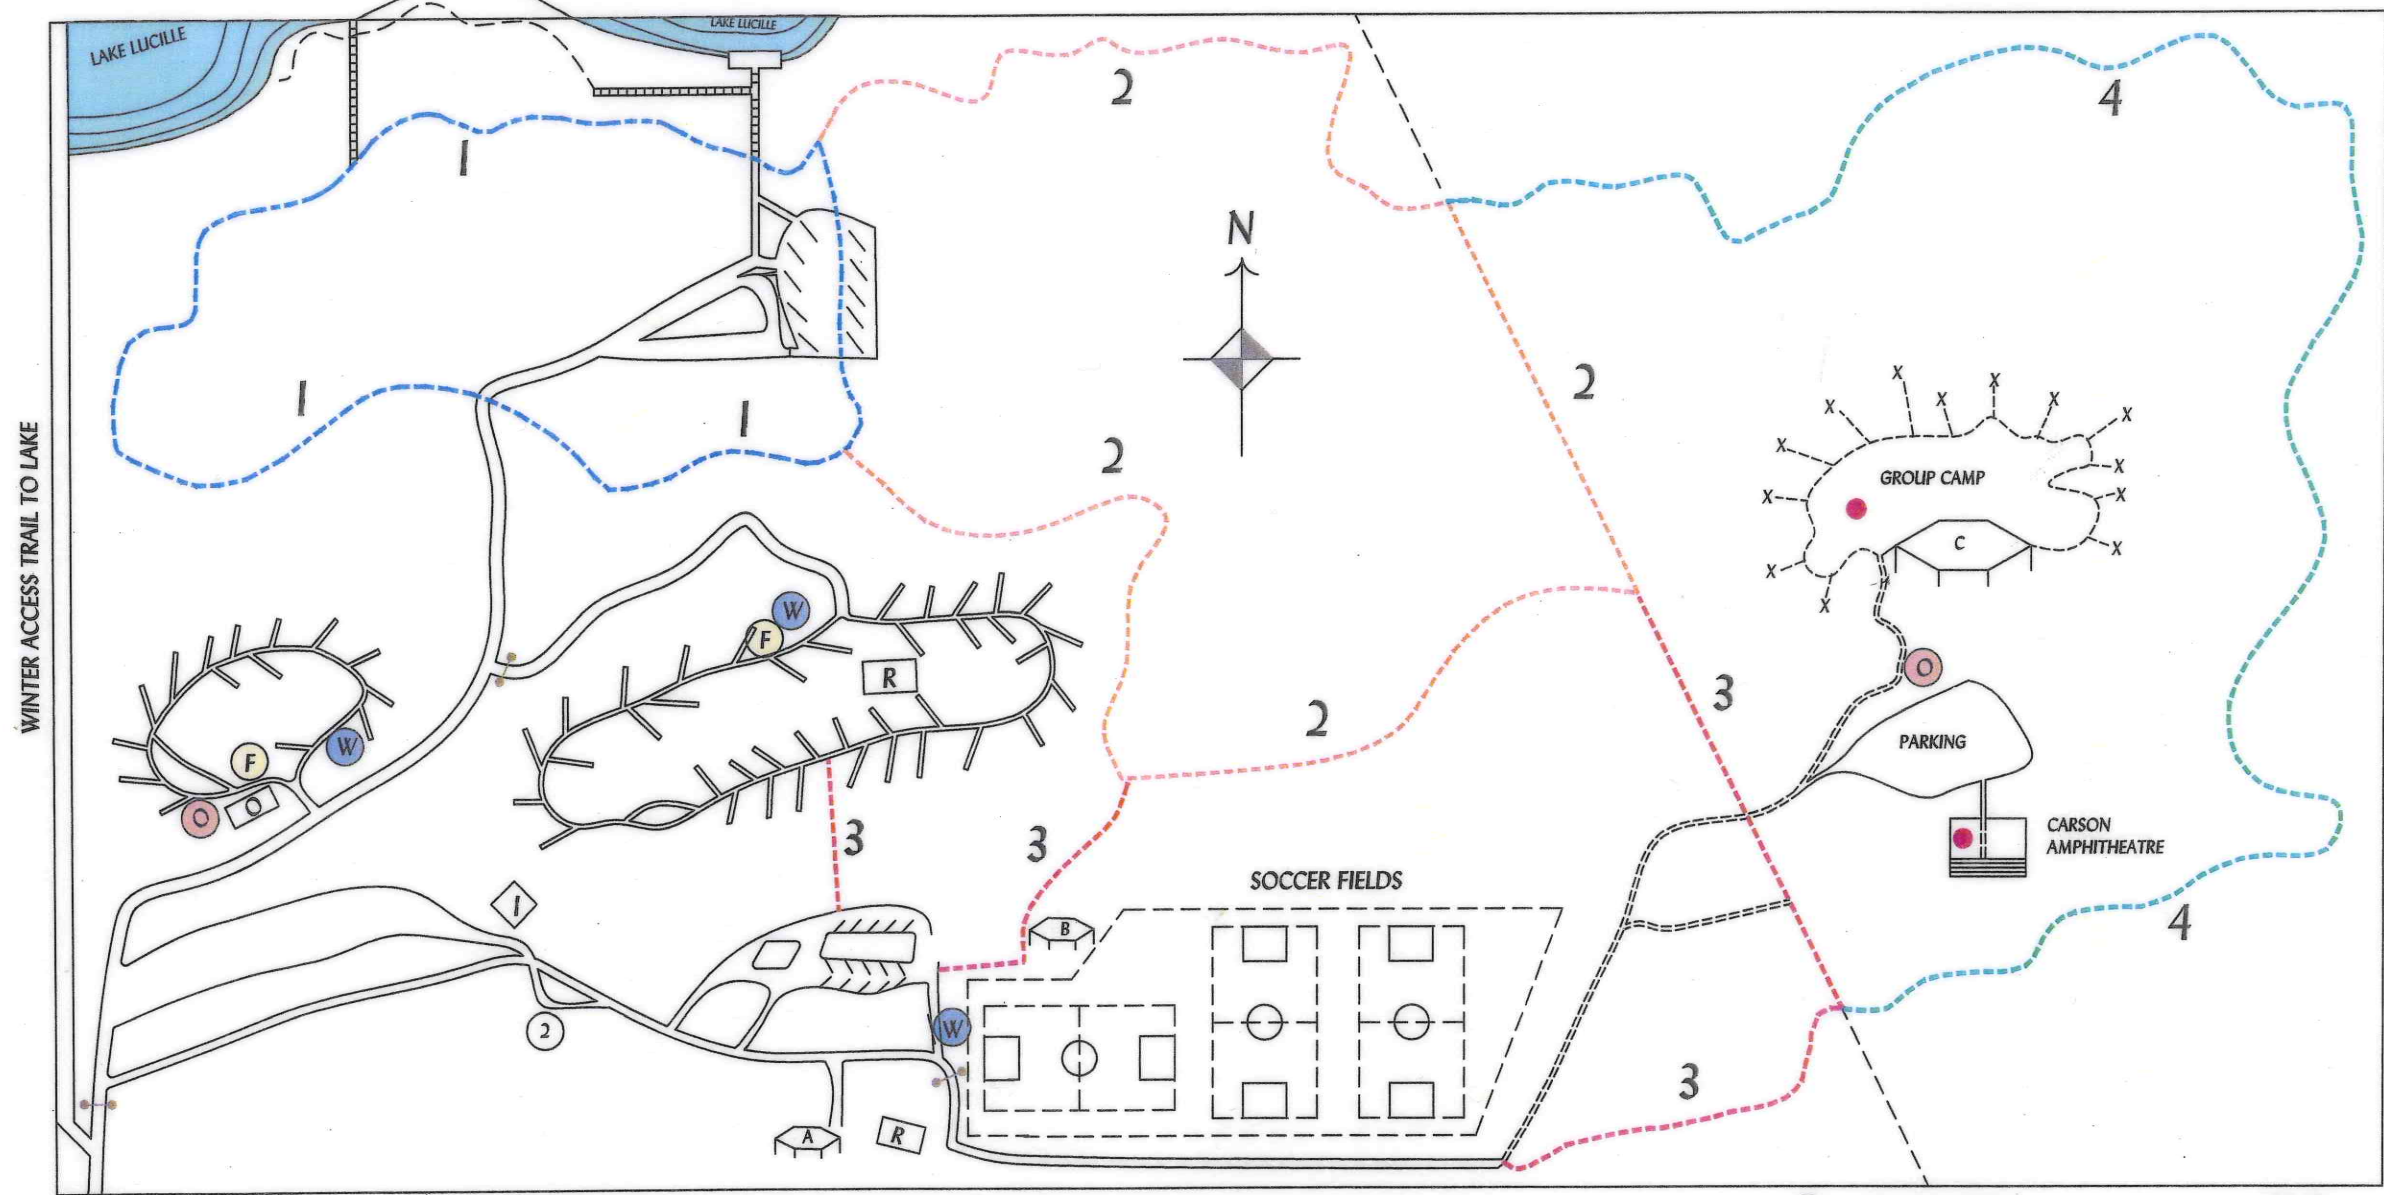 LAKE LUCILLE
LAKE LUCILLE
2
4
1
N
WINTER ACCESS TRAIL TO LAKE
1
1
2
2
X
X
X
X
X
X
X
X
X
X
X
X
X
X
GROUP CAMP
C
W
F
R
O
2
3
PARKING
F
W
O
O
3
3
CARSON
AMPHITHEATRE
SOCCER FIELDS
1
B
4
2
W
3
A
R